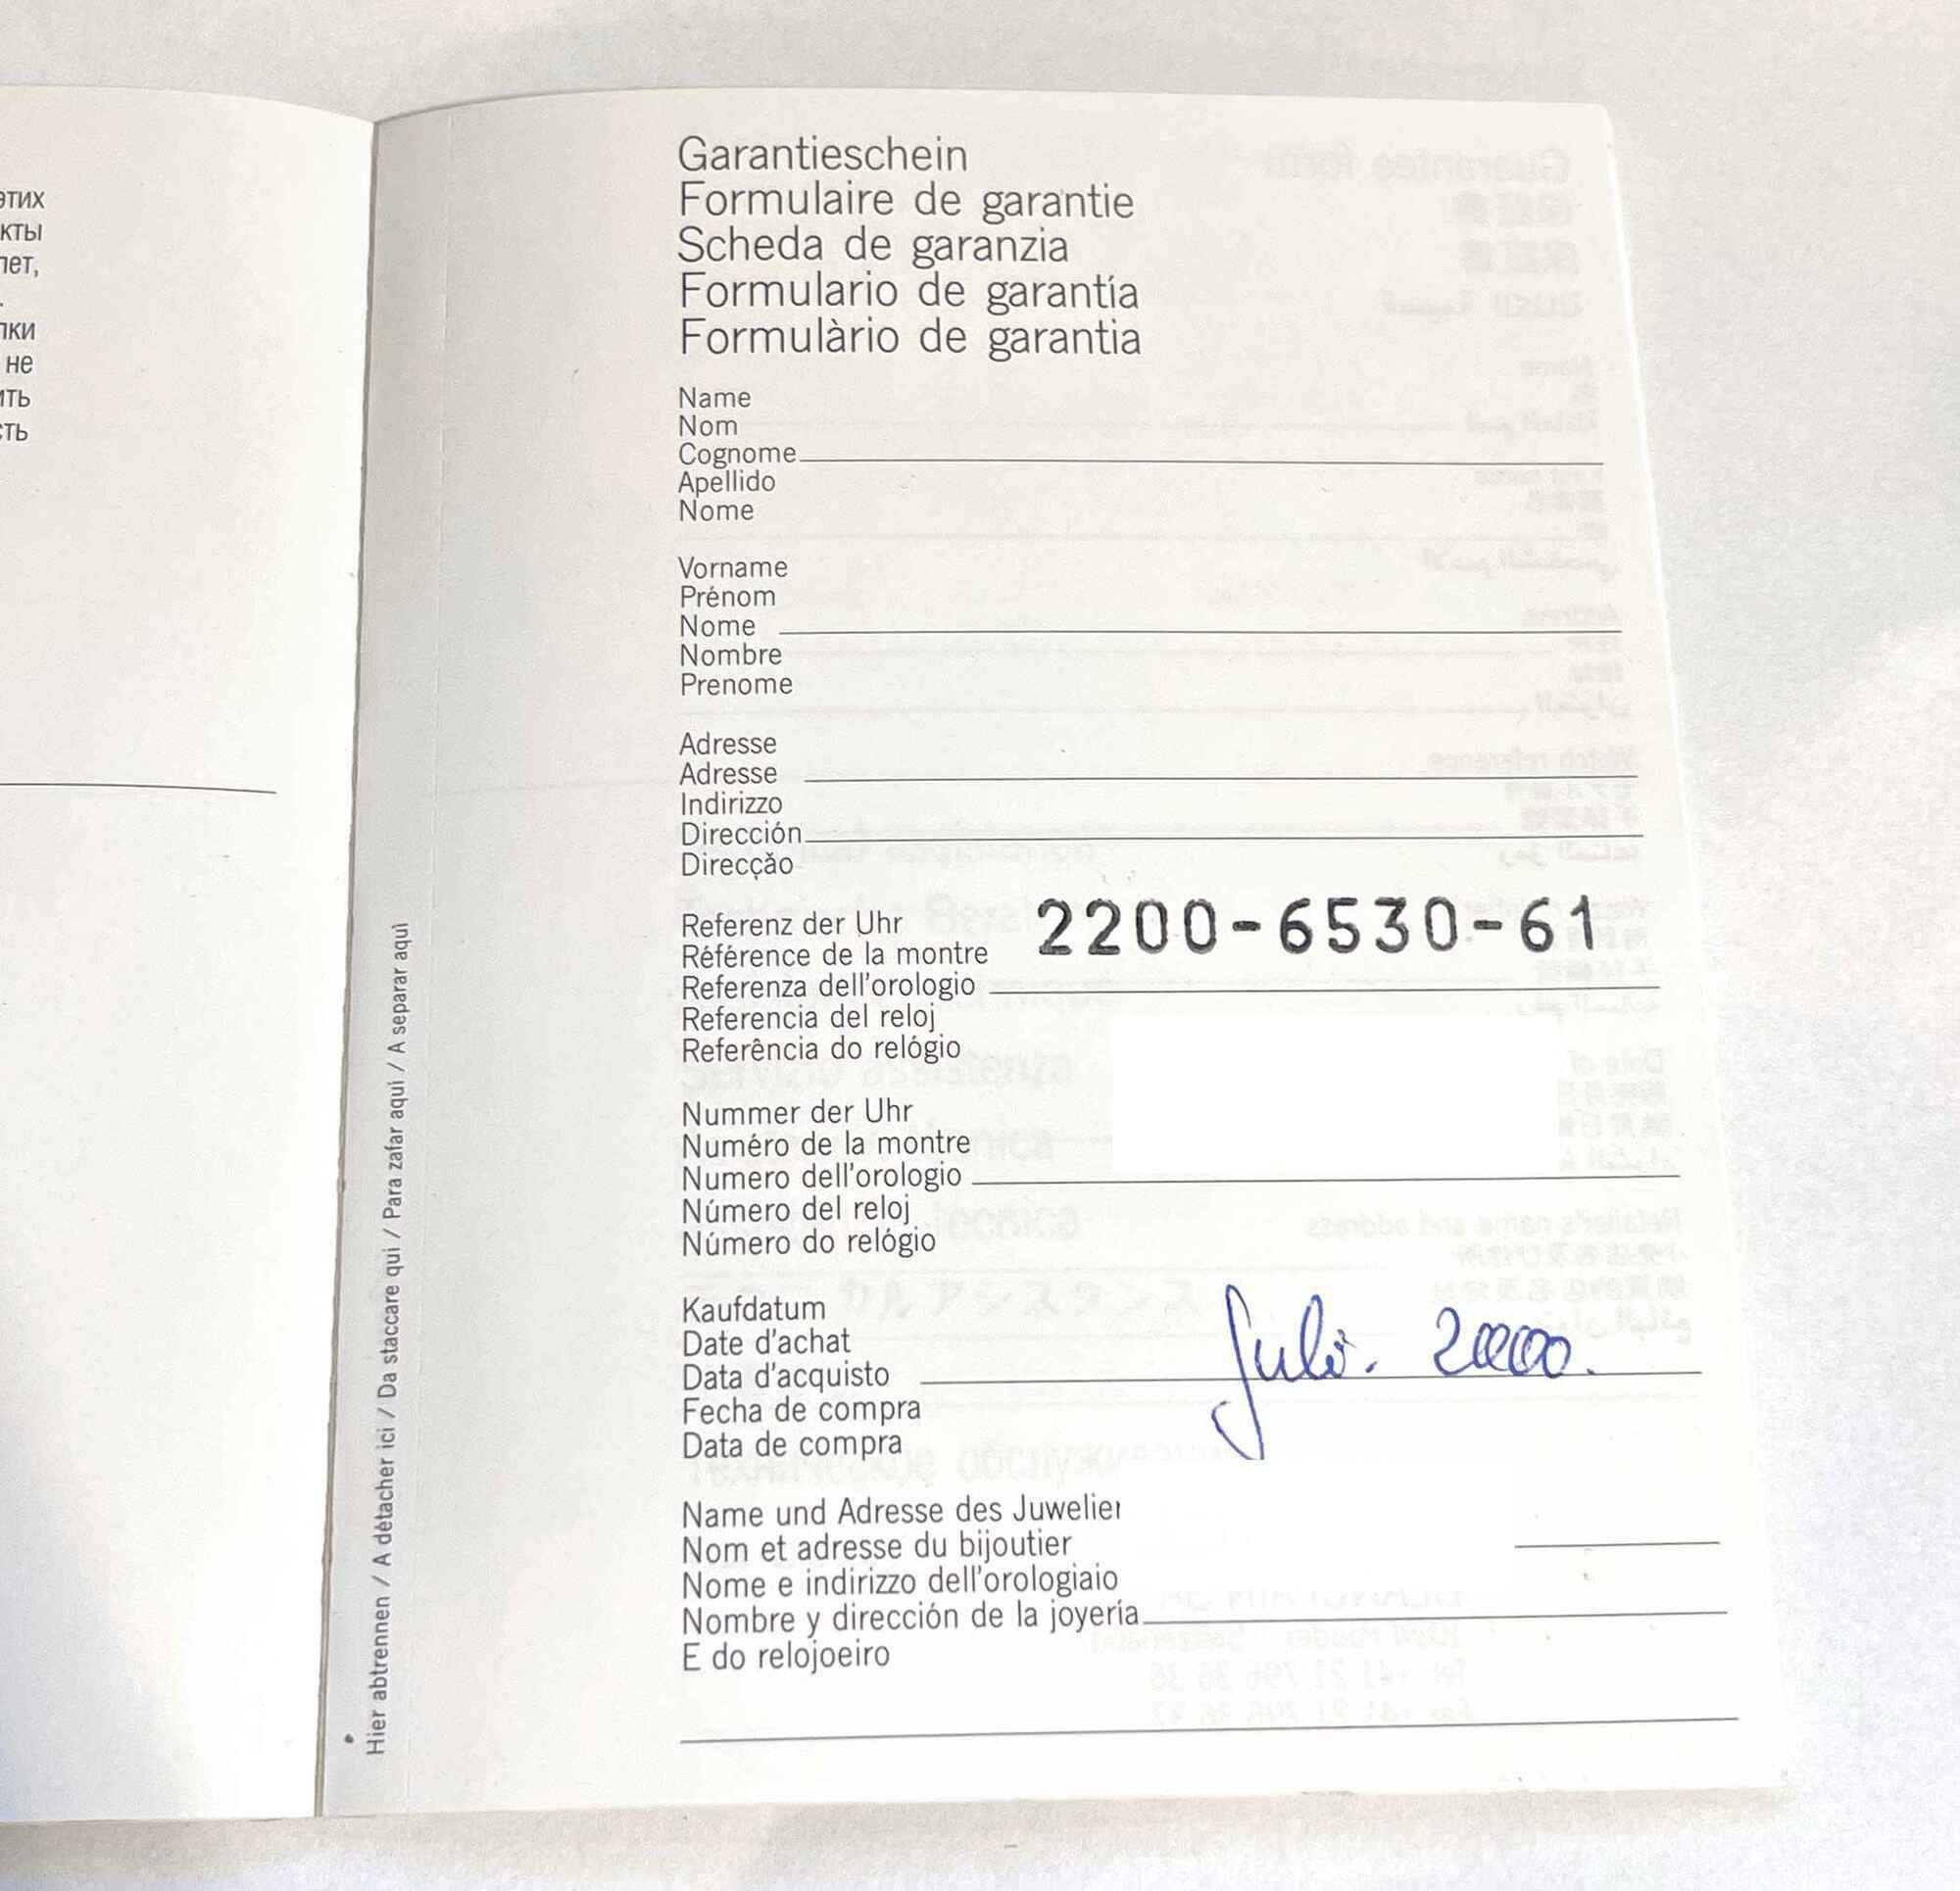 этих
кты
лет,
.
лки
не
ить
сть
Garantieschein
Formulaire de garantie
Scheda de garanzia
Formulario de garantía
Formulàrio de garantia
Name
Nom
Cognome
Apellido
Nome
Vorname
Prénom
Nome
Nombre
Prenome
Adresse
Adresse
Indirizzo
Dirección
Direcção
Referenz der Uhr
Référence de la montre
Referenza dell'orologio
Referencia del reloj
Referência do relógio
2200-6530-61
Nummer der Uhr
Numéro de la montre
Numero dell'orologio
Número del reloj
Número do relógio
Kaufdatum
Date d'achat
Data d'acquisto
Fecha de compra
Data de compra
Juli. 2000.
Name und Adresse des Juwelier
Nom et adresse du bijoutier
Nome e indirizzo dell'orologiaio
Nombre y dirección de la joyería
E do relojoeiro
Hier abtrennen / A détacher ici / Da staccare qui / Para zafar aqui / A separar aqui